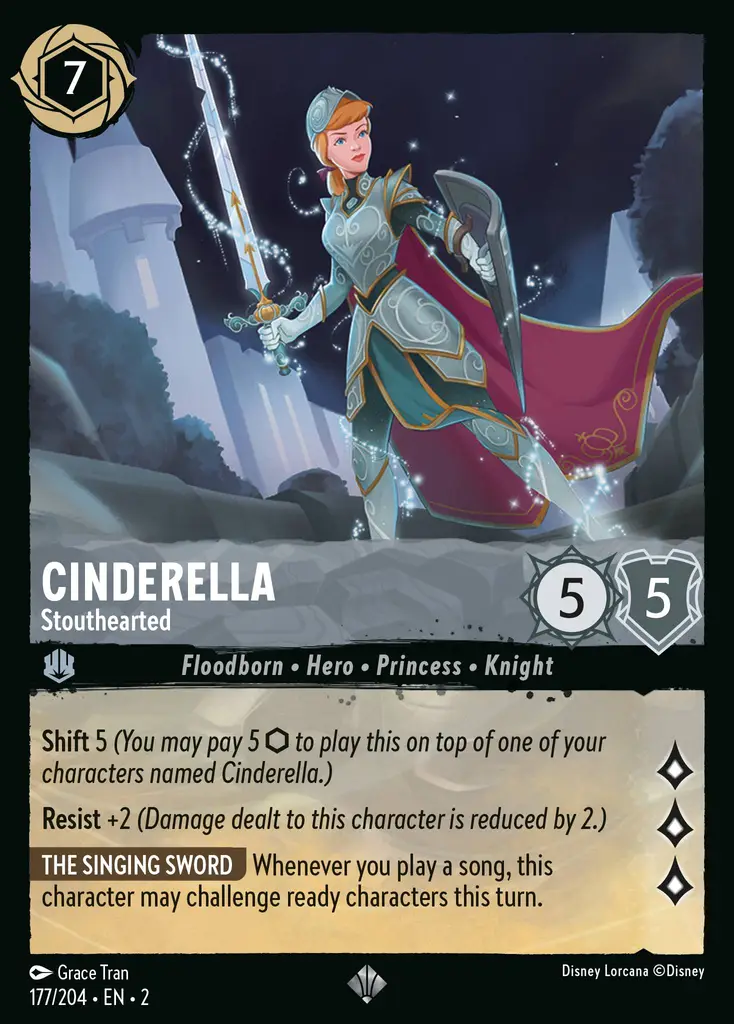 7
CINDERELLA
Stouthearted
5
5
Floodborn • Hero • Princess • Knight
Shift 5 (You may pay 5 ⬡ to play this on top of one of your
characters named Cinderella.)
Resist +2 (Damage dealt to this character is reduced by 2.)
THE SINGING SWORD Whenever you play a song, this
character may challenge ready characters this turn.
Grace Tran
Disney Lorcana ©Disney
177/204 • EN • 2